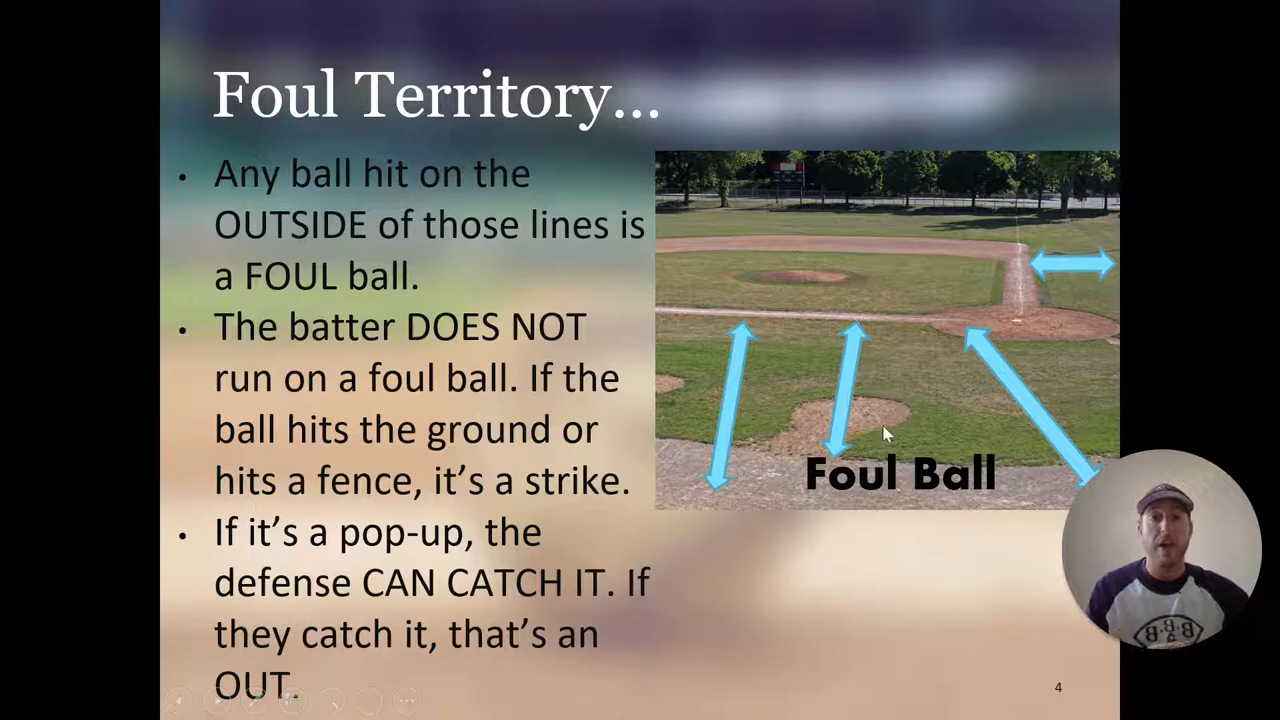 Foul Territory...
Any ball hit on the
OUTSIDE of those lines is
a FOUL ball.
The batter DOES NOT
run on a foul ball. If the
ball hits the ground or
hits a fence, it's a strike.
If it's a pop-up, the
defense CAN CATCH IT. If
they catch it, that's an
OUT.
Foul Ball
B·B·B
&
4